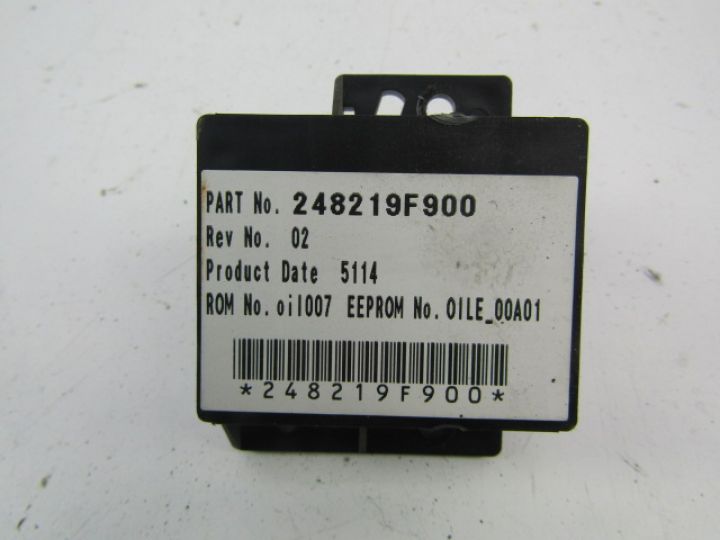 PART No. 248219F900
Rev No. 02
Product Date 5114
ROM No. oil007 EEPROM No. OILE_00A01
*248219F900*